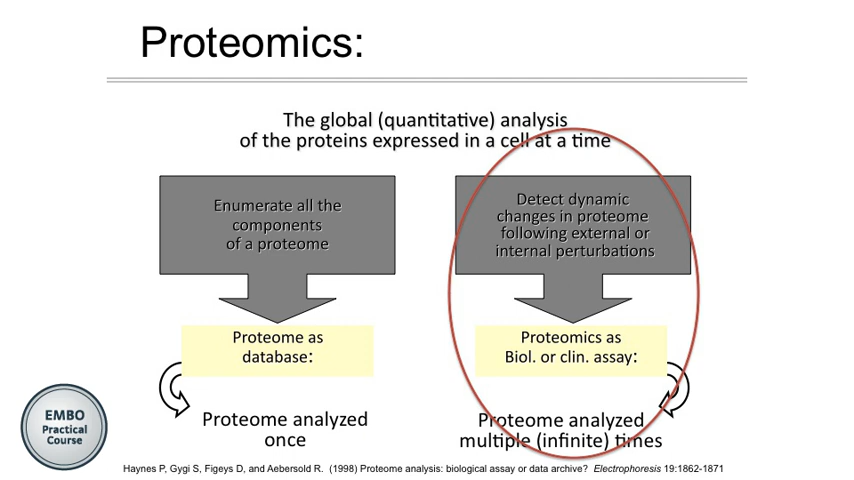 Proteomics:
The global (quantitative) analysis
of the proteins expressed in a cell at a time
Enumerate all the
components
of a proteome
Detect dynamic
changes in proteome
following external or
internal perturbations
Proteome as
database:
Proteomics as
Biol. or clin. assay:
Proteome analyzed
once
Proteome analyzed
multiple (infinite) times
EMBO
Practical
Course
Haynes P, Gygi S, Figeys D, and Aebersold R. (1998) Proteome analysis: biological assay or data archive? Electrophoresis 19:1862-1871